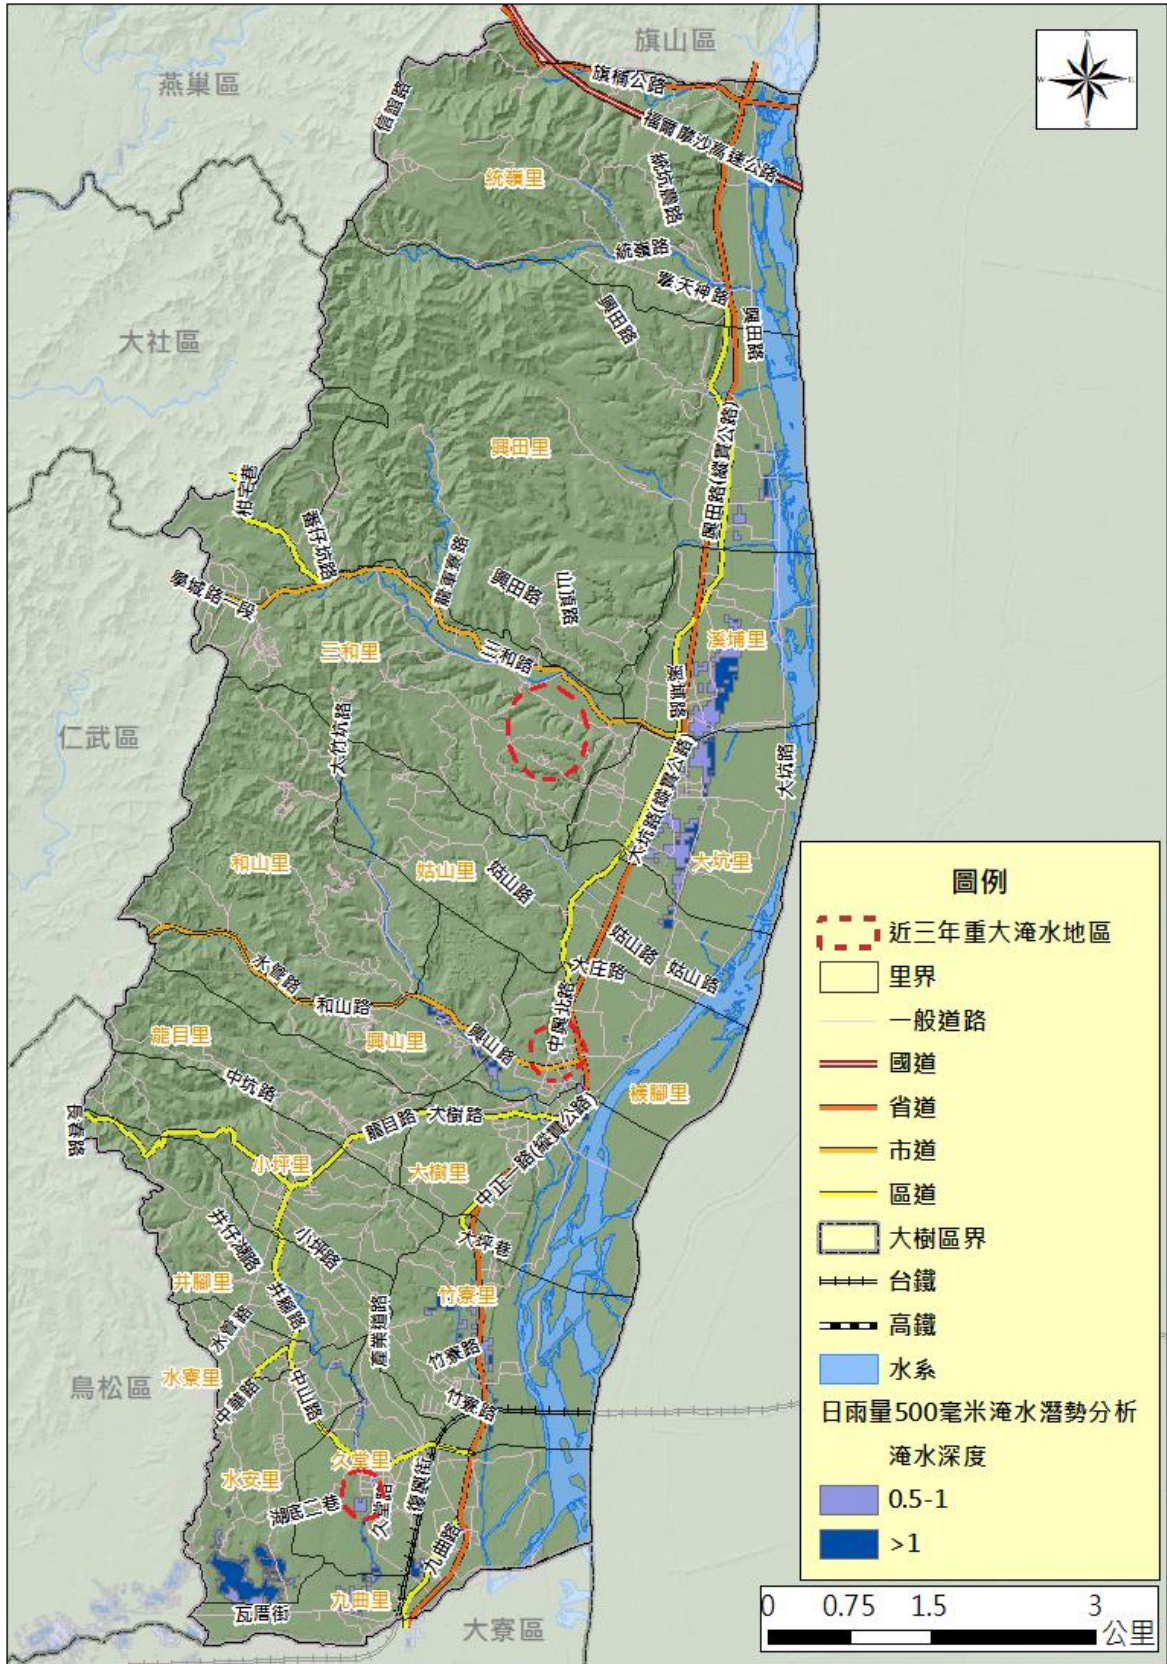 旗山區
燕巢區
N
W
E
S
旗楠公路
信誼路
福爾摩沙高速公路
統嶺里
統坑農路
統嶺路
興田路
興田路
大社區
興田路(縱貫公路)
興田里
柑宅巷
番仔坑路
龍車寮路
興田路
山頂路
學城路一段
溪埔里
三和里
三和路
溪埔路
大竹坑路
仁武區
大坑路
大坑路(縱貫公路)
和山里
姑山里
姑山路
大坑里
圖例
近三年重大淹水地區
里界
一般道路
國道
省道
市道
區道
大樹區界
台鐵
高鐵
水系
日雨量500毫米淹水潛勢分析
淹水深度
0.5-1
>1
姑山路
姑山路
大庄路
水管路
和山路
中興北路
龍目里
興山里
興山路
檨腳里
中坑路
長春路
龍目路
大樹路
小坪里
大樹里
中正一路(縱貫公路)
井仔湖路
小坪路
大坪巷
井腳里
井腳路
竹寮里
水管路
產業道路
竹寮路
水寮里
鳥松區
中華路
中山路
竹寮路
久堂里
水安里
復興街
湖底二巷
久堂路
九曲路
九曲里
瓦厝街
大寮區
0 0.75 1.5 3
公里